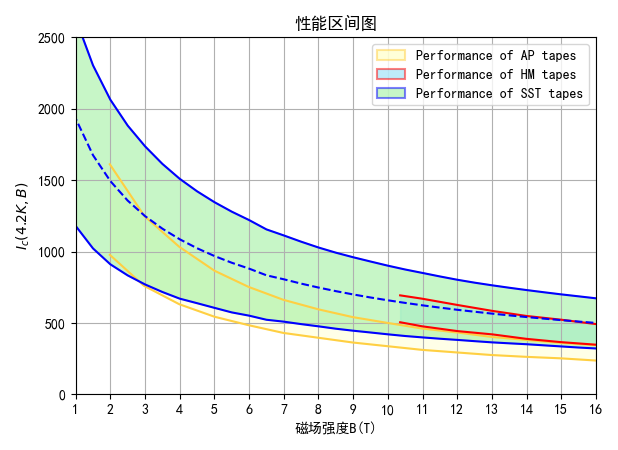 性能区间图
Performance of AP tapes
Performance of HM tapes
Performance of SST tapes
I_c(4.2K, B)
2500
2000
1500
1000
500
0
1 2 3 4 5 6 7 8 9 10 11 12 13 14 15 16
磁场强度B(T)